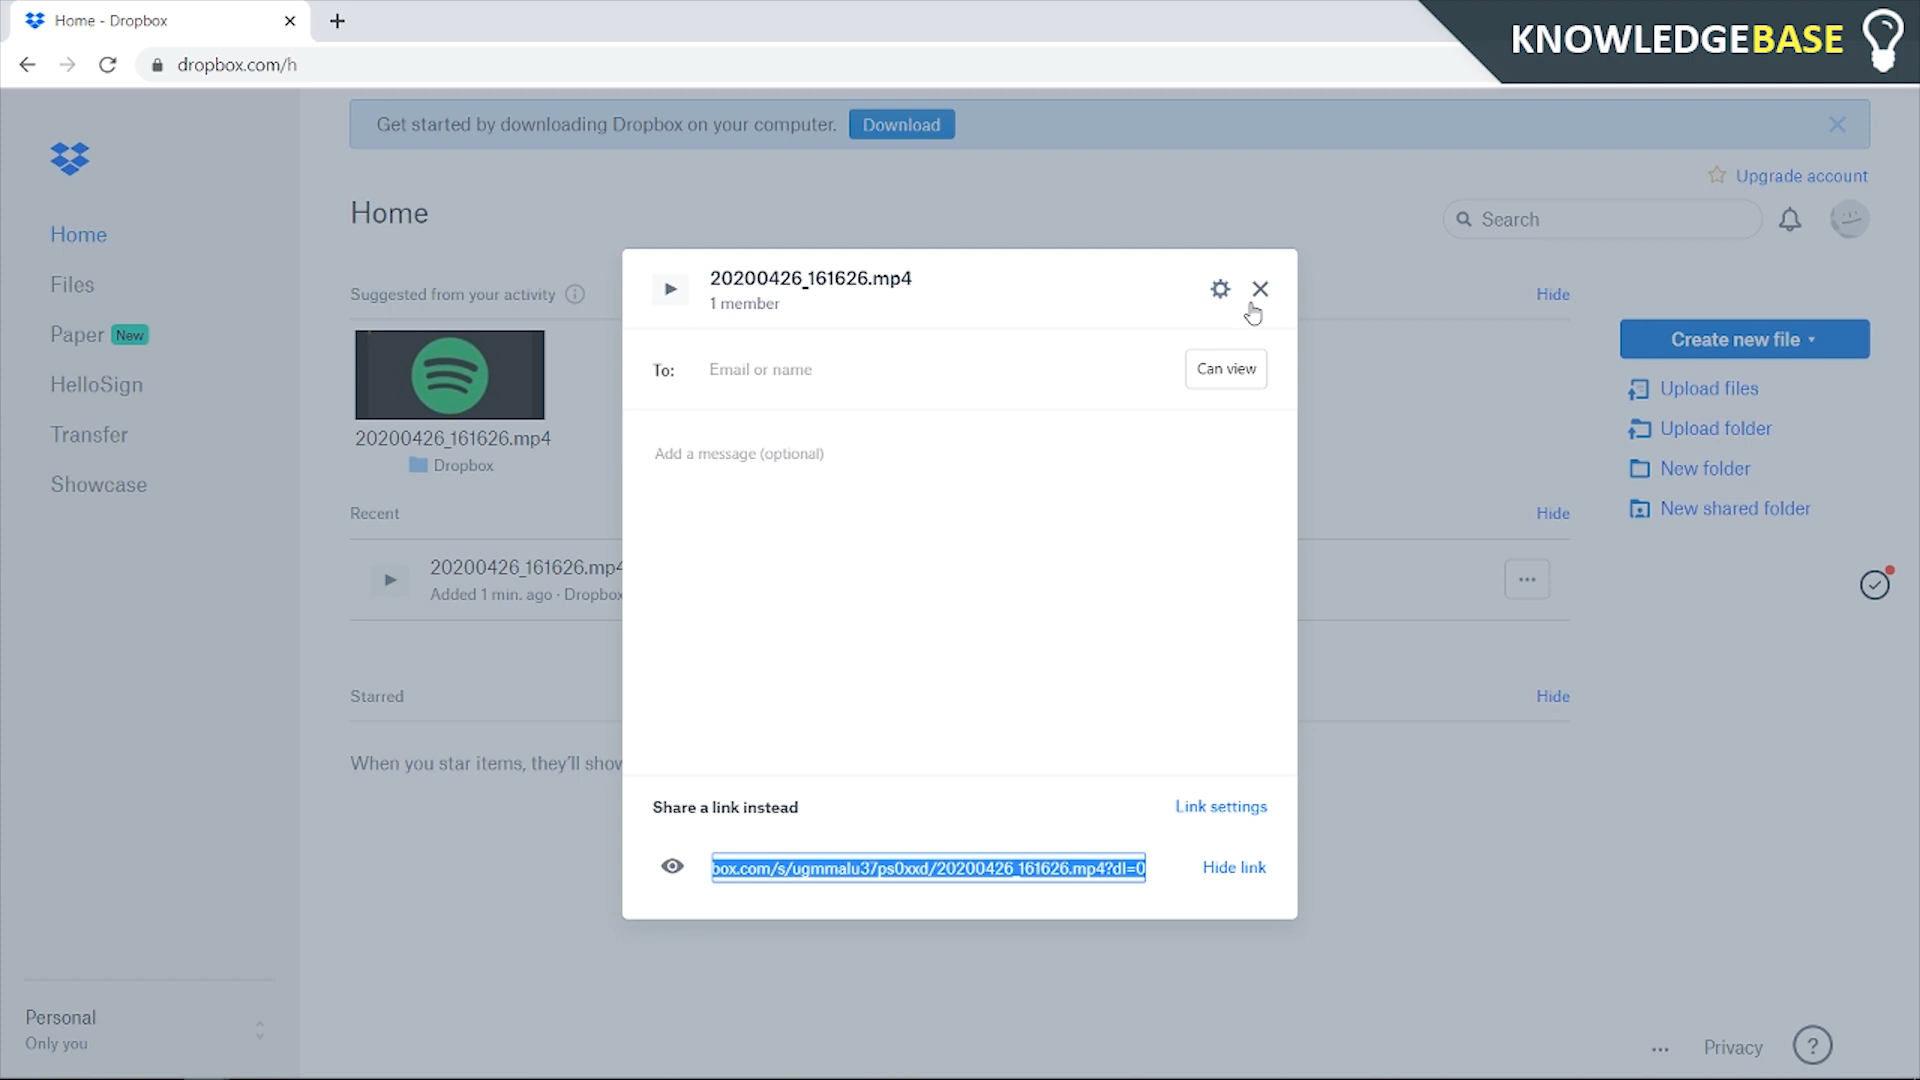 Home - Dropbox
KNOWLEDGEBASE
dropbox.com/h
Get started by downloading Dropbox on your computer.
Download
Upgrade account
Home
Search
Home
Files
Paper New
HelloSign
Transfer
Showcase
Suggested from your activity
Hide
20200426_161626.mp4
Dropbox
Recent
Hide
20200426_161626.mp4
Added 1 min. ago · Dropbox
Starred
Hide
When you star items, they'll show
20200426_161626.mp4
1 member
To:
Email or name
Can view
Add a message (optional)
Share a link instead
Link settings
box.com/s/ugmmalu37ps0xxd/20200426_161626.mp4?dl=0
Hide link
Create new file
Upload files
Upload folder
New folder
New shared folder
Personal
Only you
Privacy
?